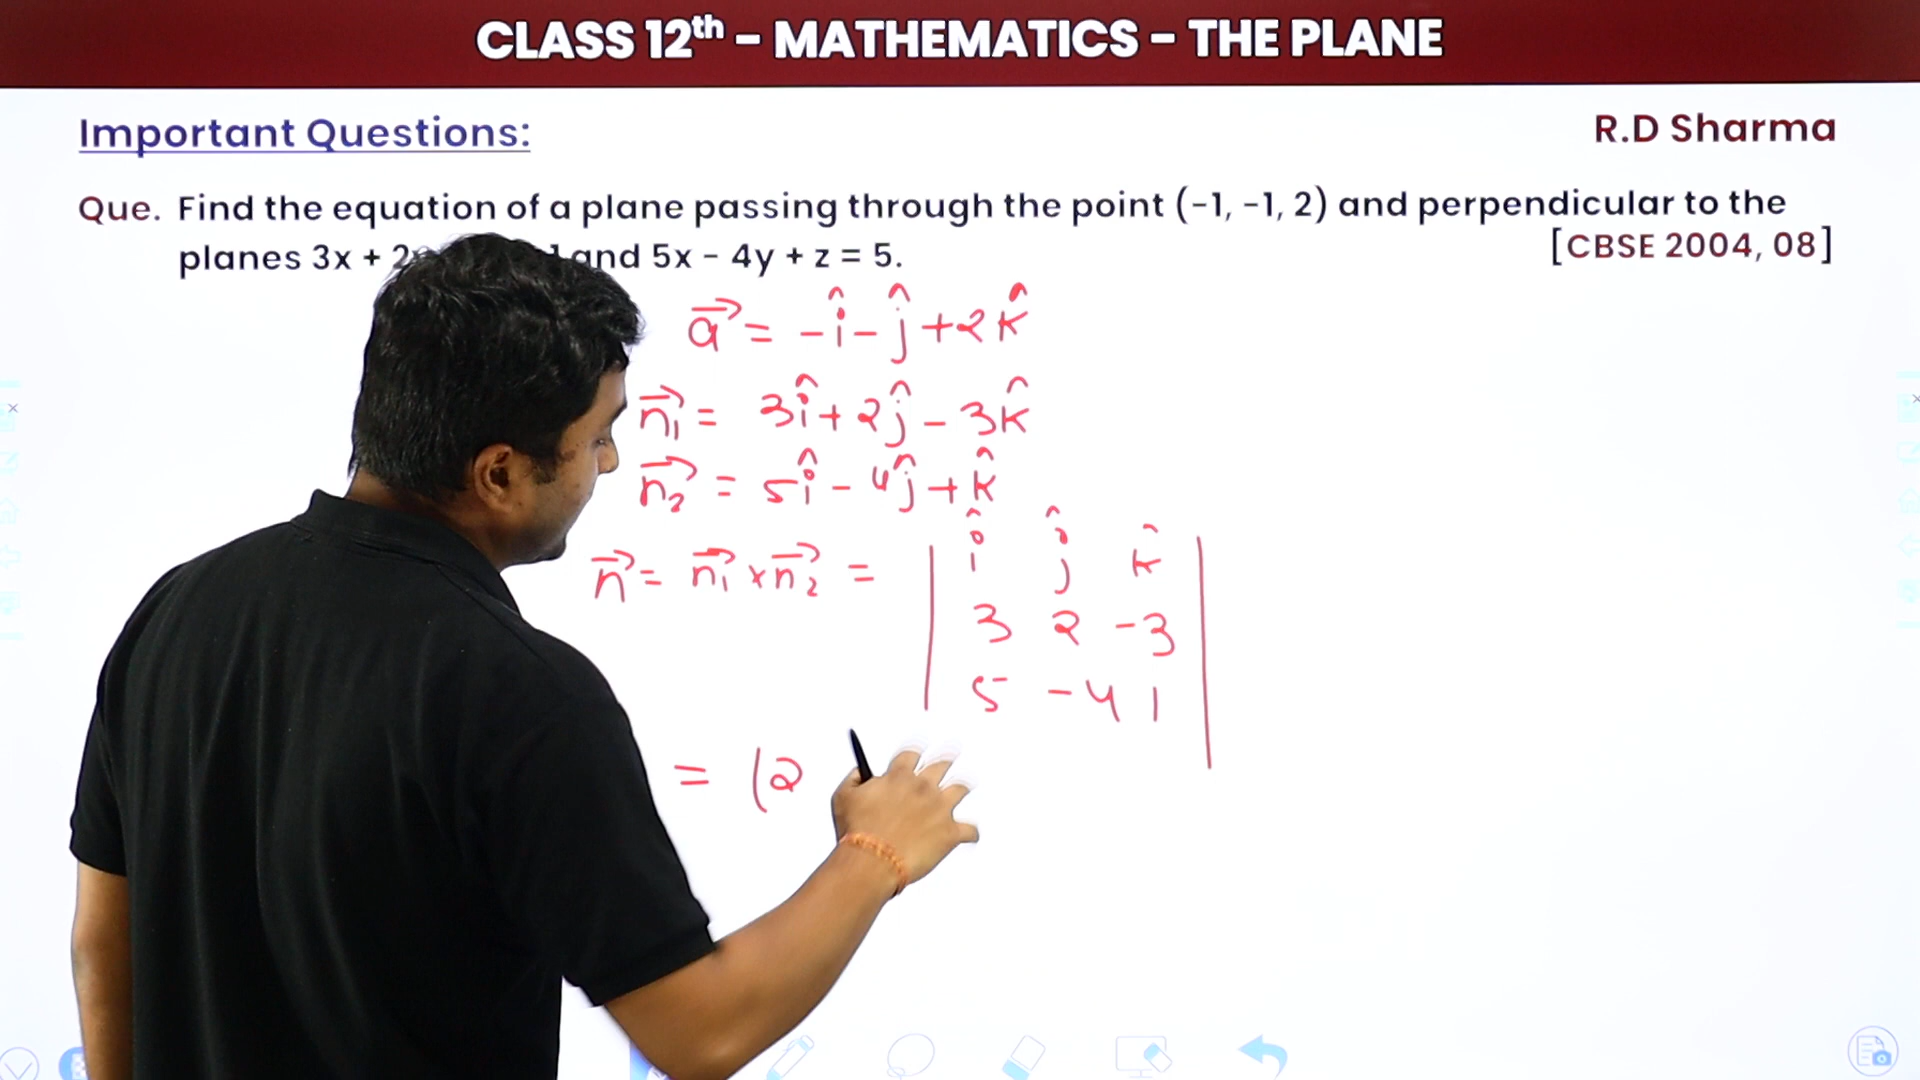 CLASS 12th – MATHEMATICS – THE PLANE
Important Questions:
R.D Sharma
Que. Find the equation of a plane passing through the point (-1, -1, 2) and perpendicular to the
planes 3x + 2 and 5x - 4y + z = 5.
[CBSE 2004, 08]
a⃗ = -î - ĵ + 2k̂
n⃗₁ = 3î + 2ĵ - 3k̂
n⃗₂ = 5î - 4ĵ + k̂
n⃗ = n⃗₁ × n⃗₂ = | î ĵ k̂ |
3 2 -3
5 -4 1
= (2